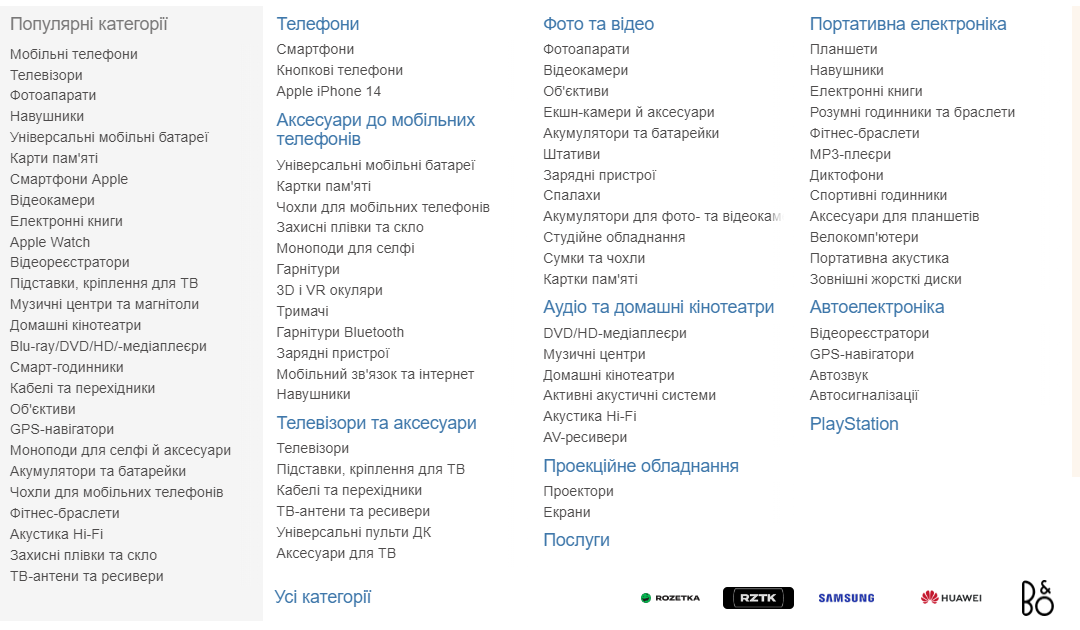 Популярні категорії
Мобільні телефони
Телевізори
Фотоапарати
Навушники
Універсальні мобільні батареї
Карти пам'яті
Смартфони Apple
Відеокамери
Електронні книги
Apple Watch
Відеореєстратори
Підставки, кріплення для ТВ
Музичні центри та магнітоли
Домашні кінотеатри
Blu-ray/DVD/HD/-медіаплеєри
Смарт-годинники
Кабелі та перехідники
Об'єктиви
GPS-навігатори
Моноподи для селфі й аксесуари
Акумулятори та батарейки
Чохли для мобільних телефонів
Фітнес-браслети
Акустика Hi-Fi
Захисні плівки та скло
ТВ-антени та ресивери
Телефони
Смартфони
Кнопкові телефони
Apple iPhone 14
Аксесуари до мобільних
телефонів
Універсальні мобільні батареї
Картки пам'яті
Чохли для мобільних телефонів
Захисні плівки та скло
Моноподи для селфі
Гарнітури
3D і VR окуляри
Тримачі
Гарнітури Bluetooth
Зарядні пристрої
Мобільний зв'язок та інтернет
Навушники
Телевізори та аксесуари
Телевізори
Підставки, кріплення для ТВ
Кабелі та перехідники
ТВ-антени та ресивери
Універсальні пульти ДК
Аксесуари для ТВ
Фото та відео
Фотоапарати
Відеокамери
Об'єктиви
Екшн-камери й аксесуари
Акумулятори та батарейки
Штативи
Зарядні пристрої
Спалахи
Акумулятори для фото- та відеокам
Студійне обладнання
Сумки та чохли
Картки пам'яті
Аудіо та домашні кінотеатри
DVD/HD-медіаплеєри
Музичні центри
Домашні кінотеатри
Активні акустичні системи
Акустика Hi-Fi
AV-ресивери
Проекційне обладнання
Проектори
Екрани
Послуги
Портативна електроніка
Планшети
Навушники
Електронні книги
Розумні годинники та браслети
Фітнес-браслети
MP3-плеєри
Диктофони
Спортивні годинники
Аксесуари для планшетів
Велокомп'ютери
Портативна акустика
Зовнішні жорсткі диски
Автоелектроніка
Відеореєстратори
GPS-навігатори
Автозвук
Автосигналізації
PlayStation
Усі категорії
ROZETKA
RZTK
SAMSUNG
HUAWEI
B&O